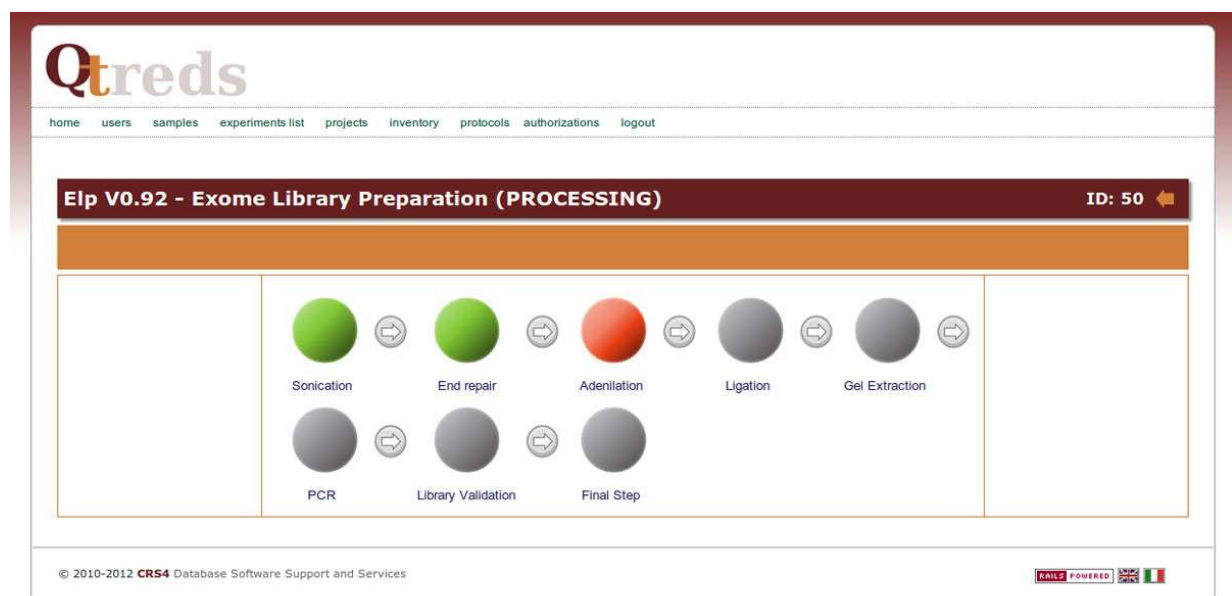 Qtreds
home users samples experiments list projects inventory protocols authorizations logout
Elp V0.92 - Exome Library Preparation (PROCESSING) ID: 50
Sonication End repair Adenilation Ligation Gel Extraction
PCR Library Validation Final Step
© 2010-2012 CRS4 Database Software Support and Services RAILS POWERED